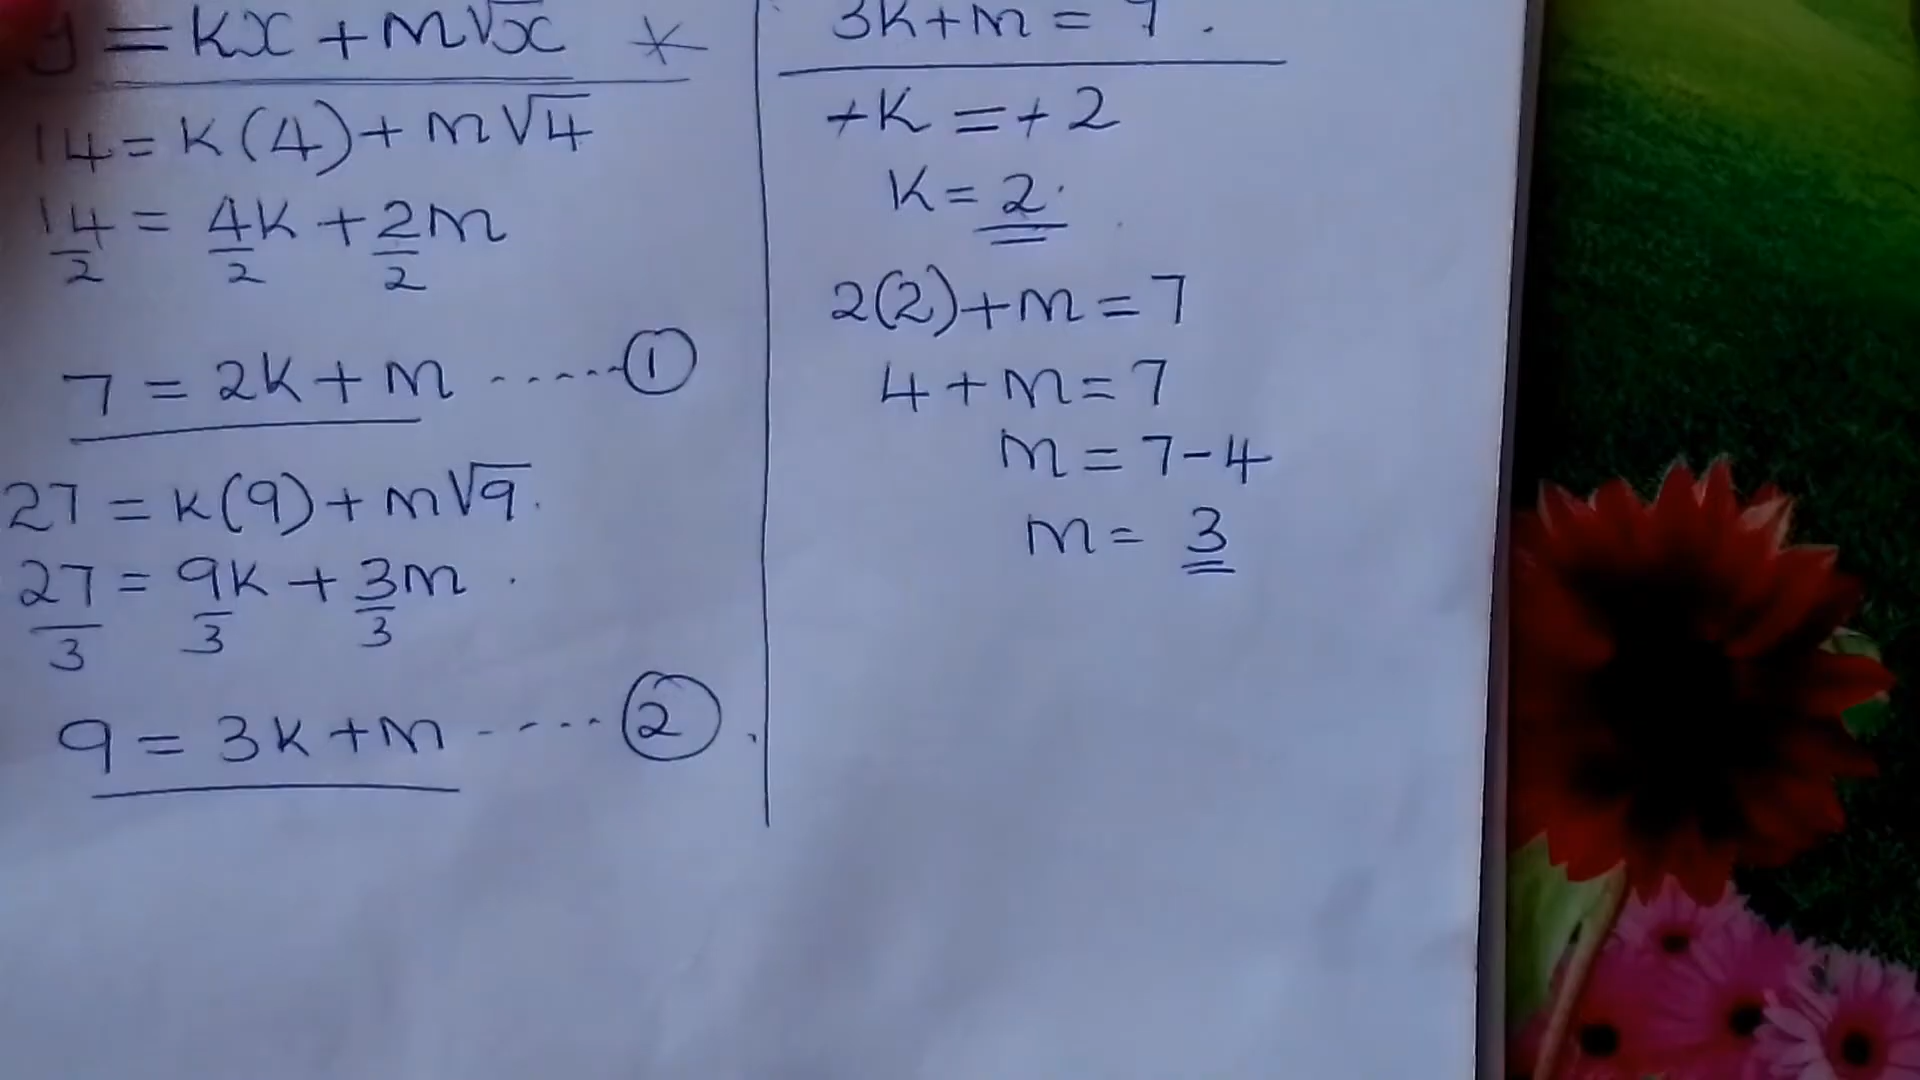 y = kx + m√x *
14 = k(4) + m√4
14/2 = 4k/2 + 2m/2
7 = 2k + m ...... ①
27 = k(9) + m√9.
27/3 = 9k/3 + 3m/3
9 = 3k + m ..... ②.
3k + m =
+k = +2
k = 2
2(2) + m = 7
4 + m = 7
m = 7 - 4
m = 3